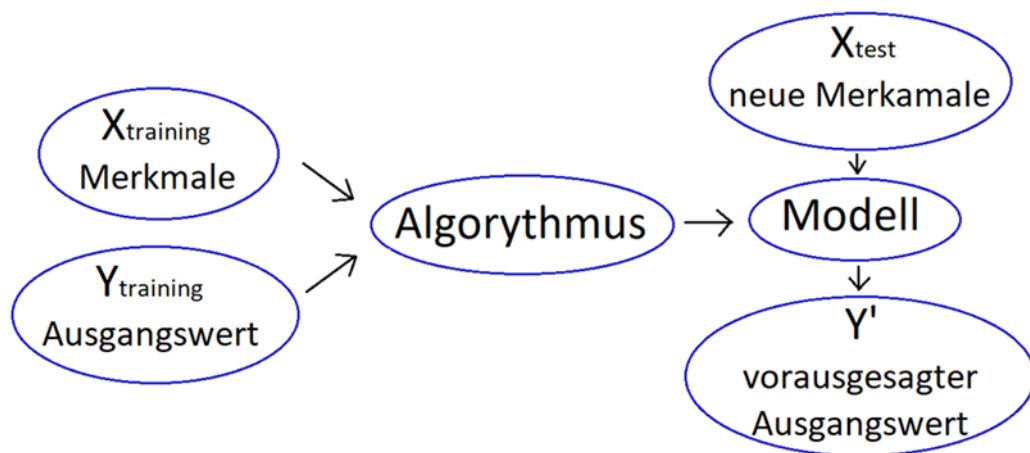 Xtraining
Merkmale
Ytraining
Ausgangswert
Algorythmus
Xtest
neue Merkamale
Modell
Y'
vorausgesagter
Ausgangswert